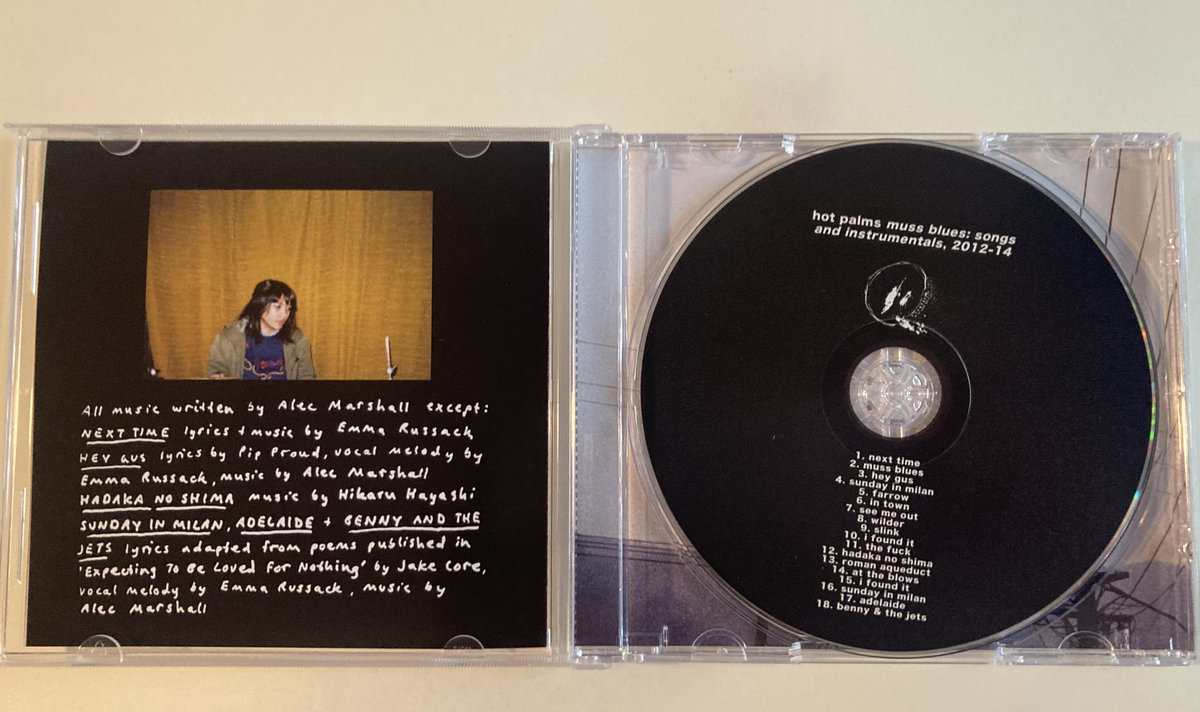 All music written by Alec Marshall except:
NEXT TIME lyrics + music by Emma Russack
HEY GUS lyrics by Pip Proud, vocal melody by
Emma Russack, music by Alec Marshall
HADAKA NO SHIMA music by Hikaru Hayashi
SUNDAY IN MILAN, ADELAIDE + BENNY AND THE
JETS lyrics adapted from poems published in
'Expecting To Be Loved For Nothing' by Jake Core,
vocal melody by Emma Russack, music by
Alec Marshall
hot palms muss blues: songs
and instrumentals, 2012-14
1. next time
2. muss blues
3. hey gus
4. sunday in milan
5. farrow
6. in town
7. see me out
8. wilder
9. slink
10. i found it
11. the fuck
12. hadaka no shima
13. roman aqueduct
14. at the blows
15. i found it
16. sunday in milan
17. adelaide
18. benny & the jets